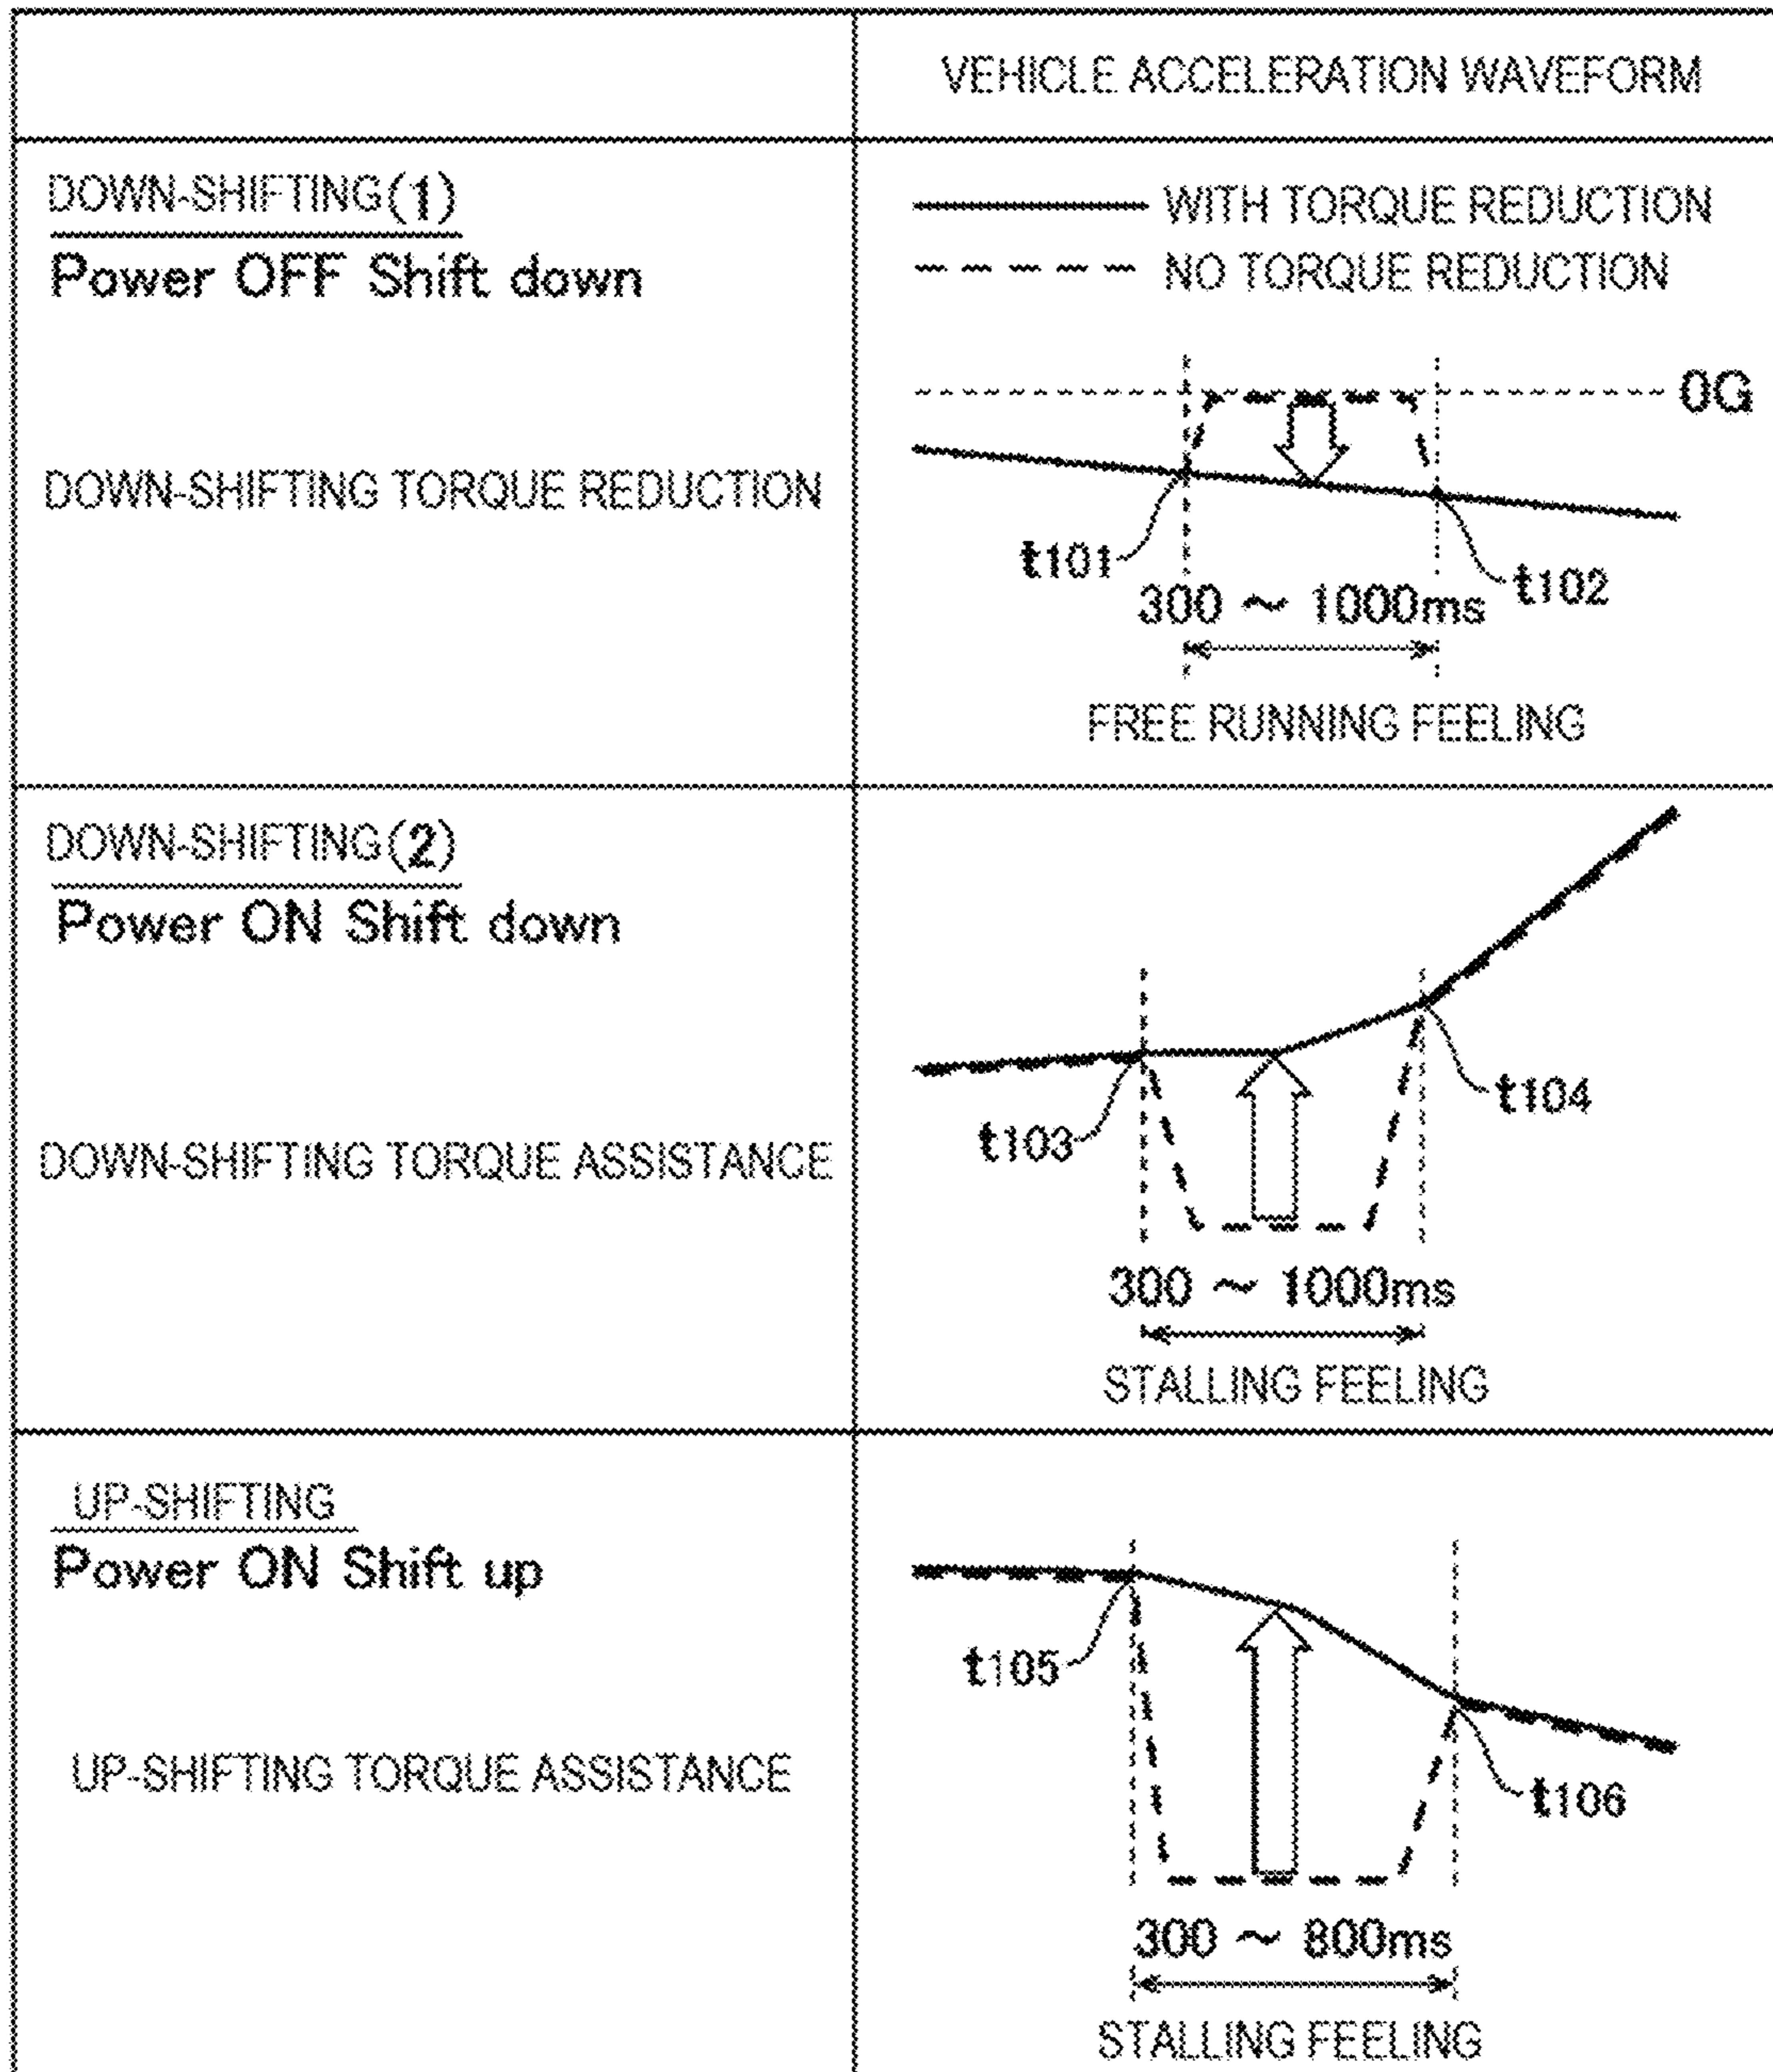 VEHICLE ACCELERATION WAVEFORM
DOWN-SHIFTING(1)
Power OFF Shift down
DOWN-SHIFTING TORQUE REDUCTION
WITH TORQUE REDUCTION
NO TORQUE REDUCTION
0G
t101
t102
300 ~ 1000ms
FREE RUNNING FEELING
DOWN-SHIFTING(2)
Power ON Shift down
DOWN-SHIFTING TORQUE ASSISTANCE
t103
t104
300 ~ 1000ms
STALLING FEELING
UP-SHIFTING
Power ON Shift up
UP-SHIFTING TORQUE ASSISTANCE
t105
t106
300 ~ 800ms
STALLING FEELING